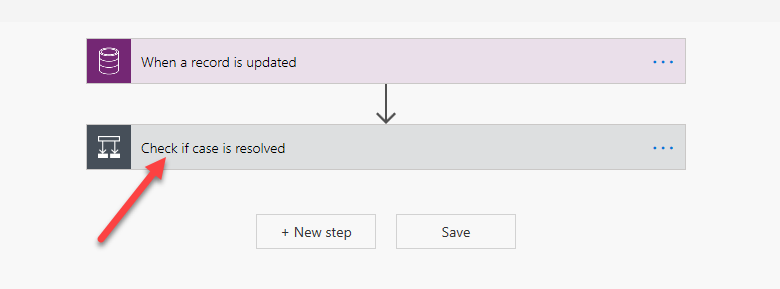 When a record is updated
Check if case is resolved
+ New step
Save